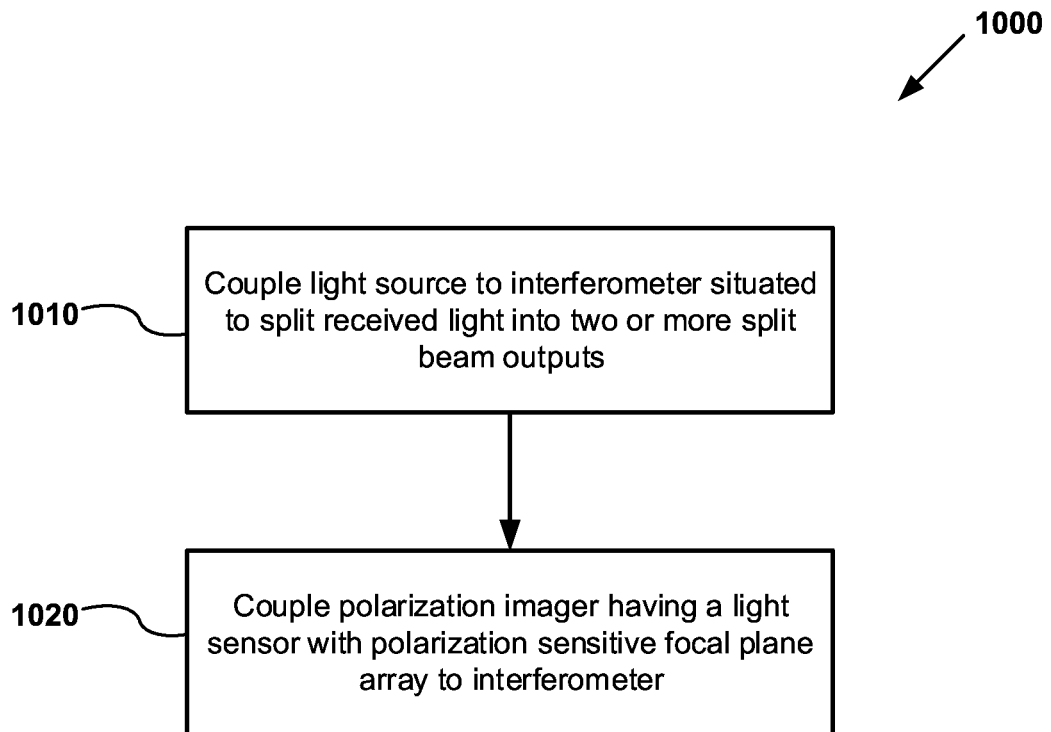 1000
1010
Couple light source to interferometer situated
to split received light into two or more split
beam outputs
1020
Couple polarization imager having a light
sensor with polarization sensitive focal plane
array to interferometer